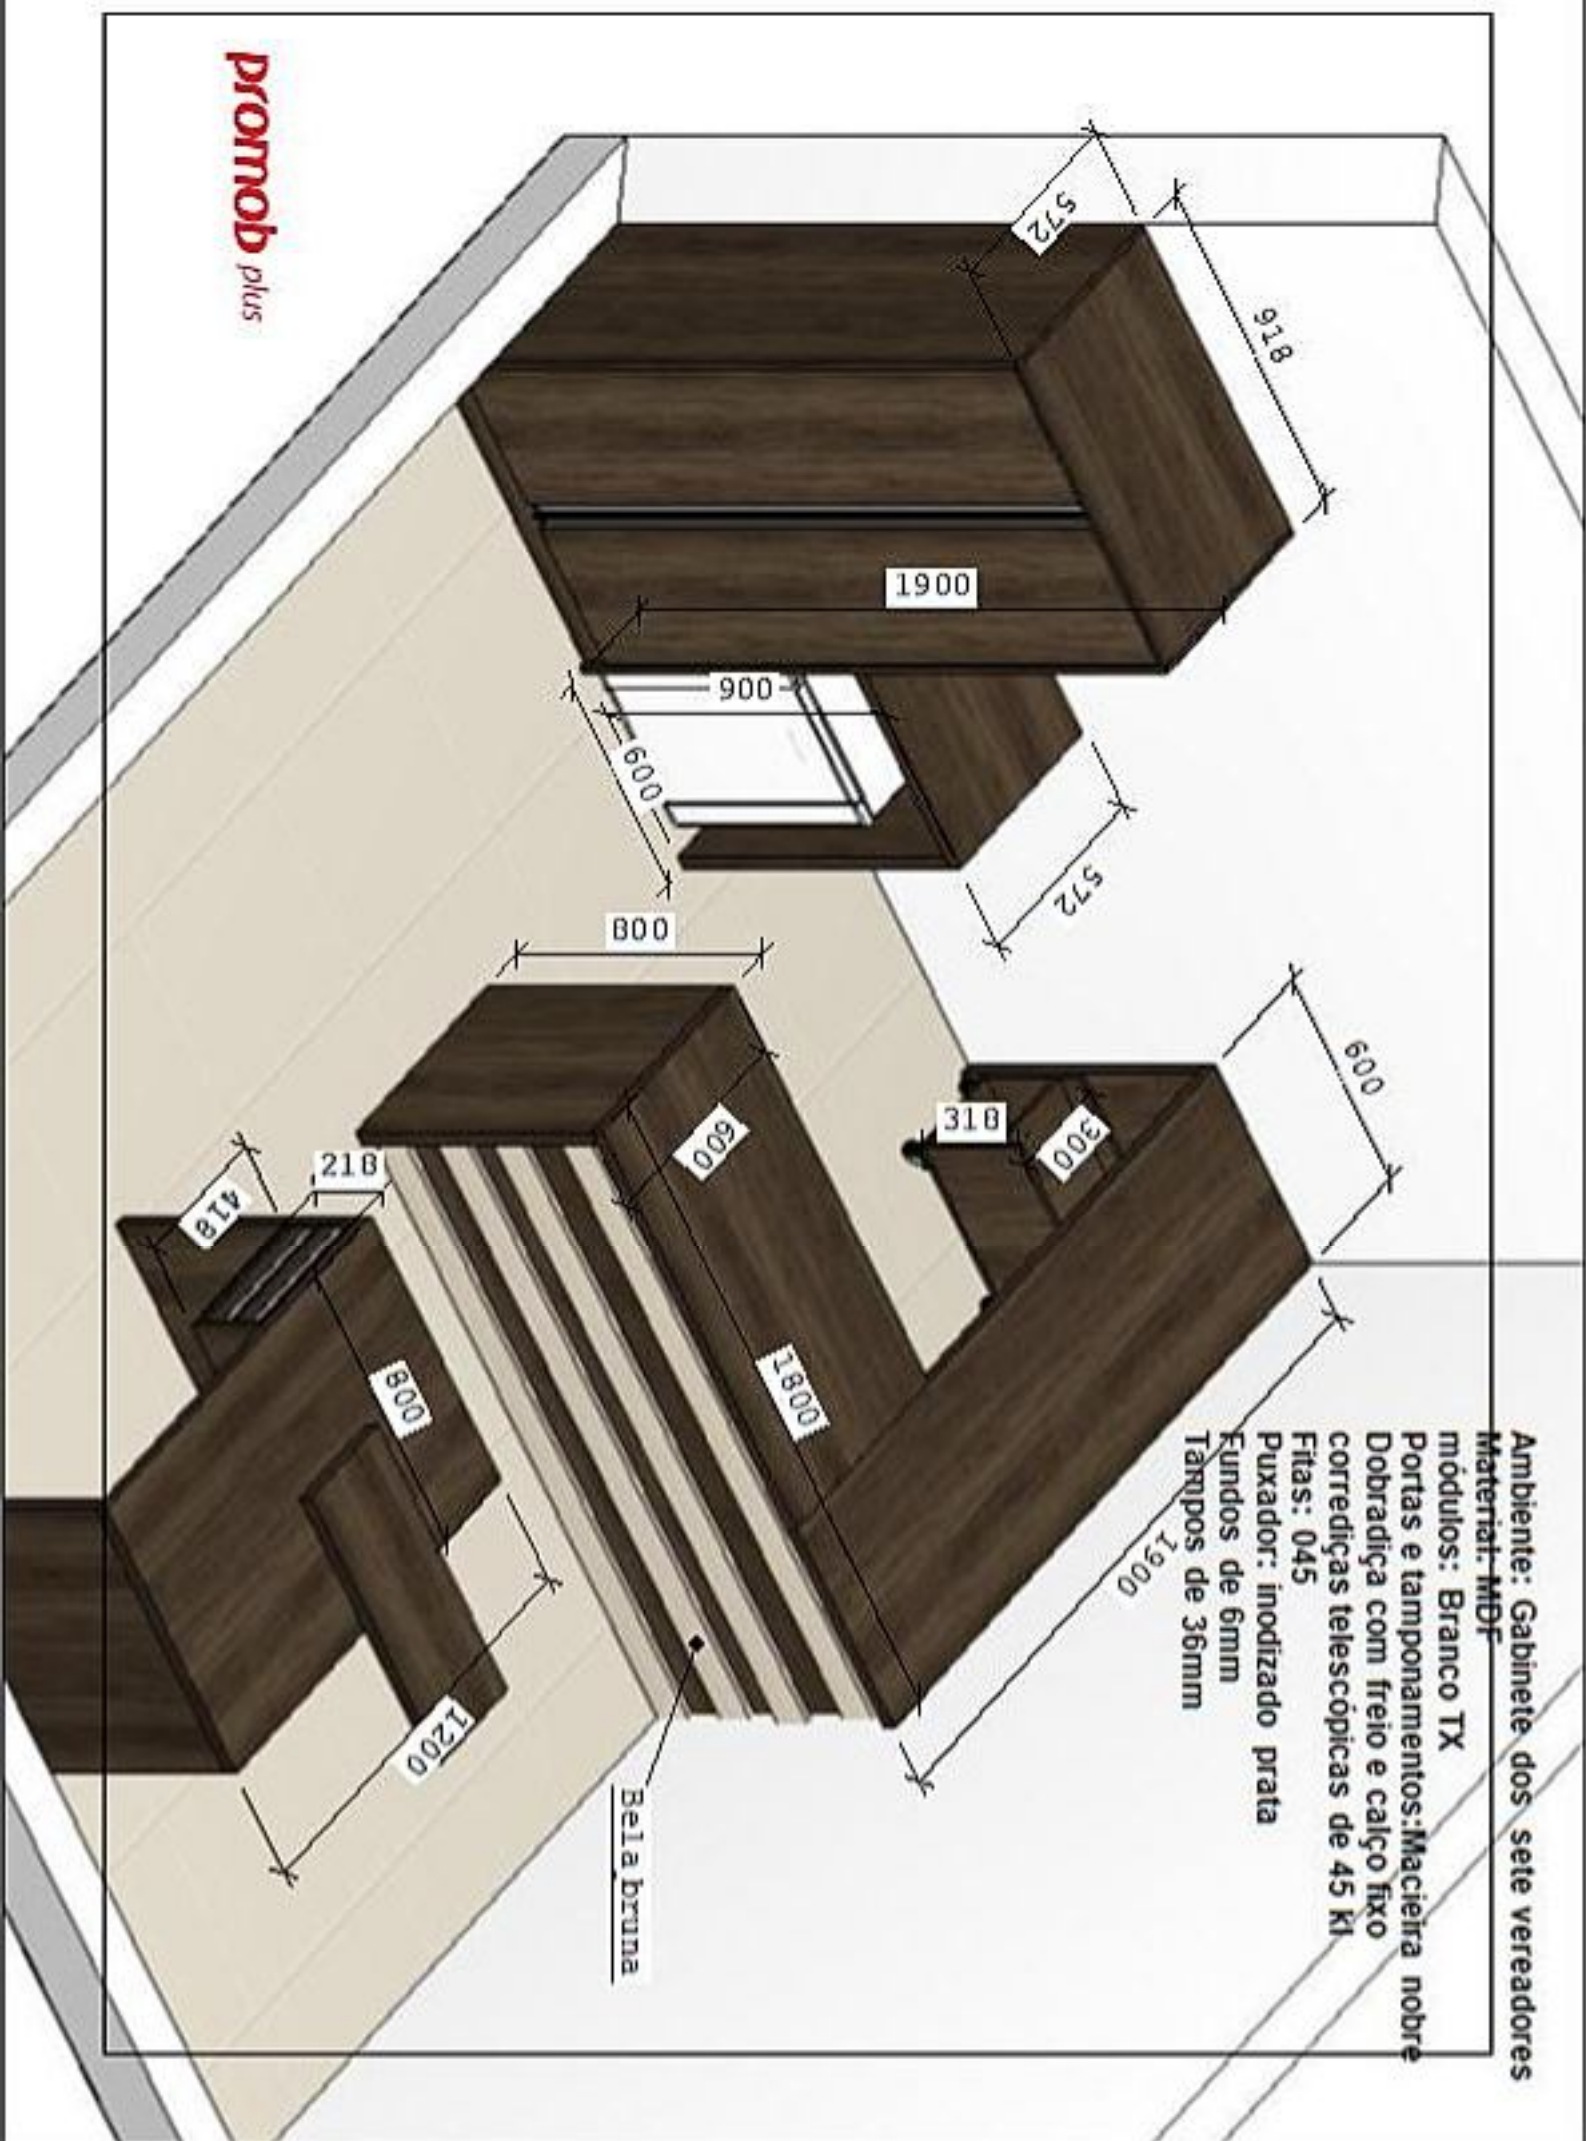 Ambiente: Gabinete dos sete vereadores
Material: MDF
módulos: Branco TX
Portas e tamponamentos:Macieira nobre
Dobradiça com freio e calço fixo
corrediças telescópicas de 45 kl
Fitas: 045
Puxador: inodizado prata
Fundos de 6mm
Tampos de 36mm
572
918
1900
900
600
572
800
600
318
300
600
1800
1900
218
418
800
1200
Bela bruna
promob plus